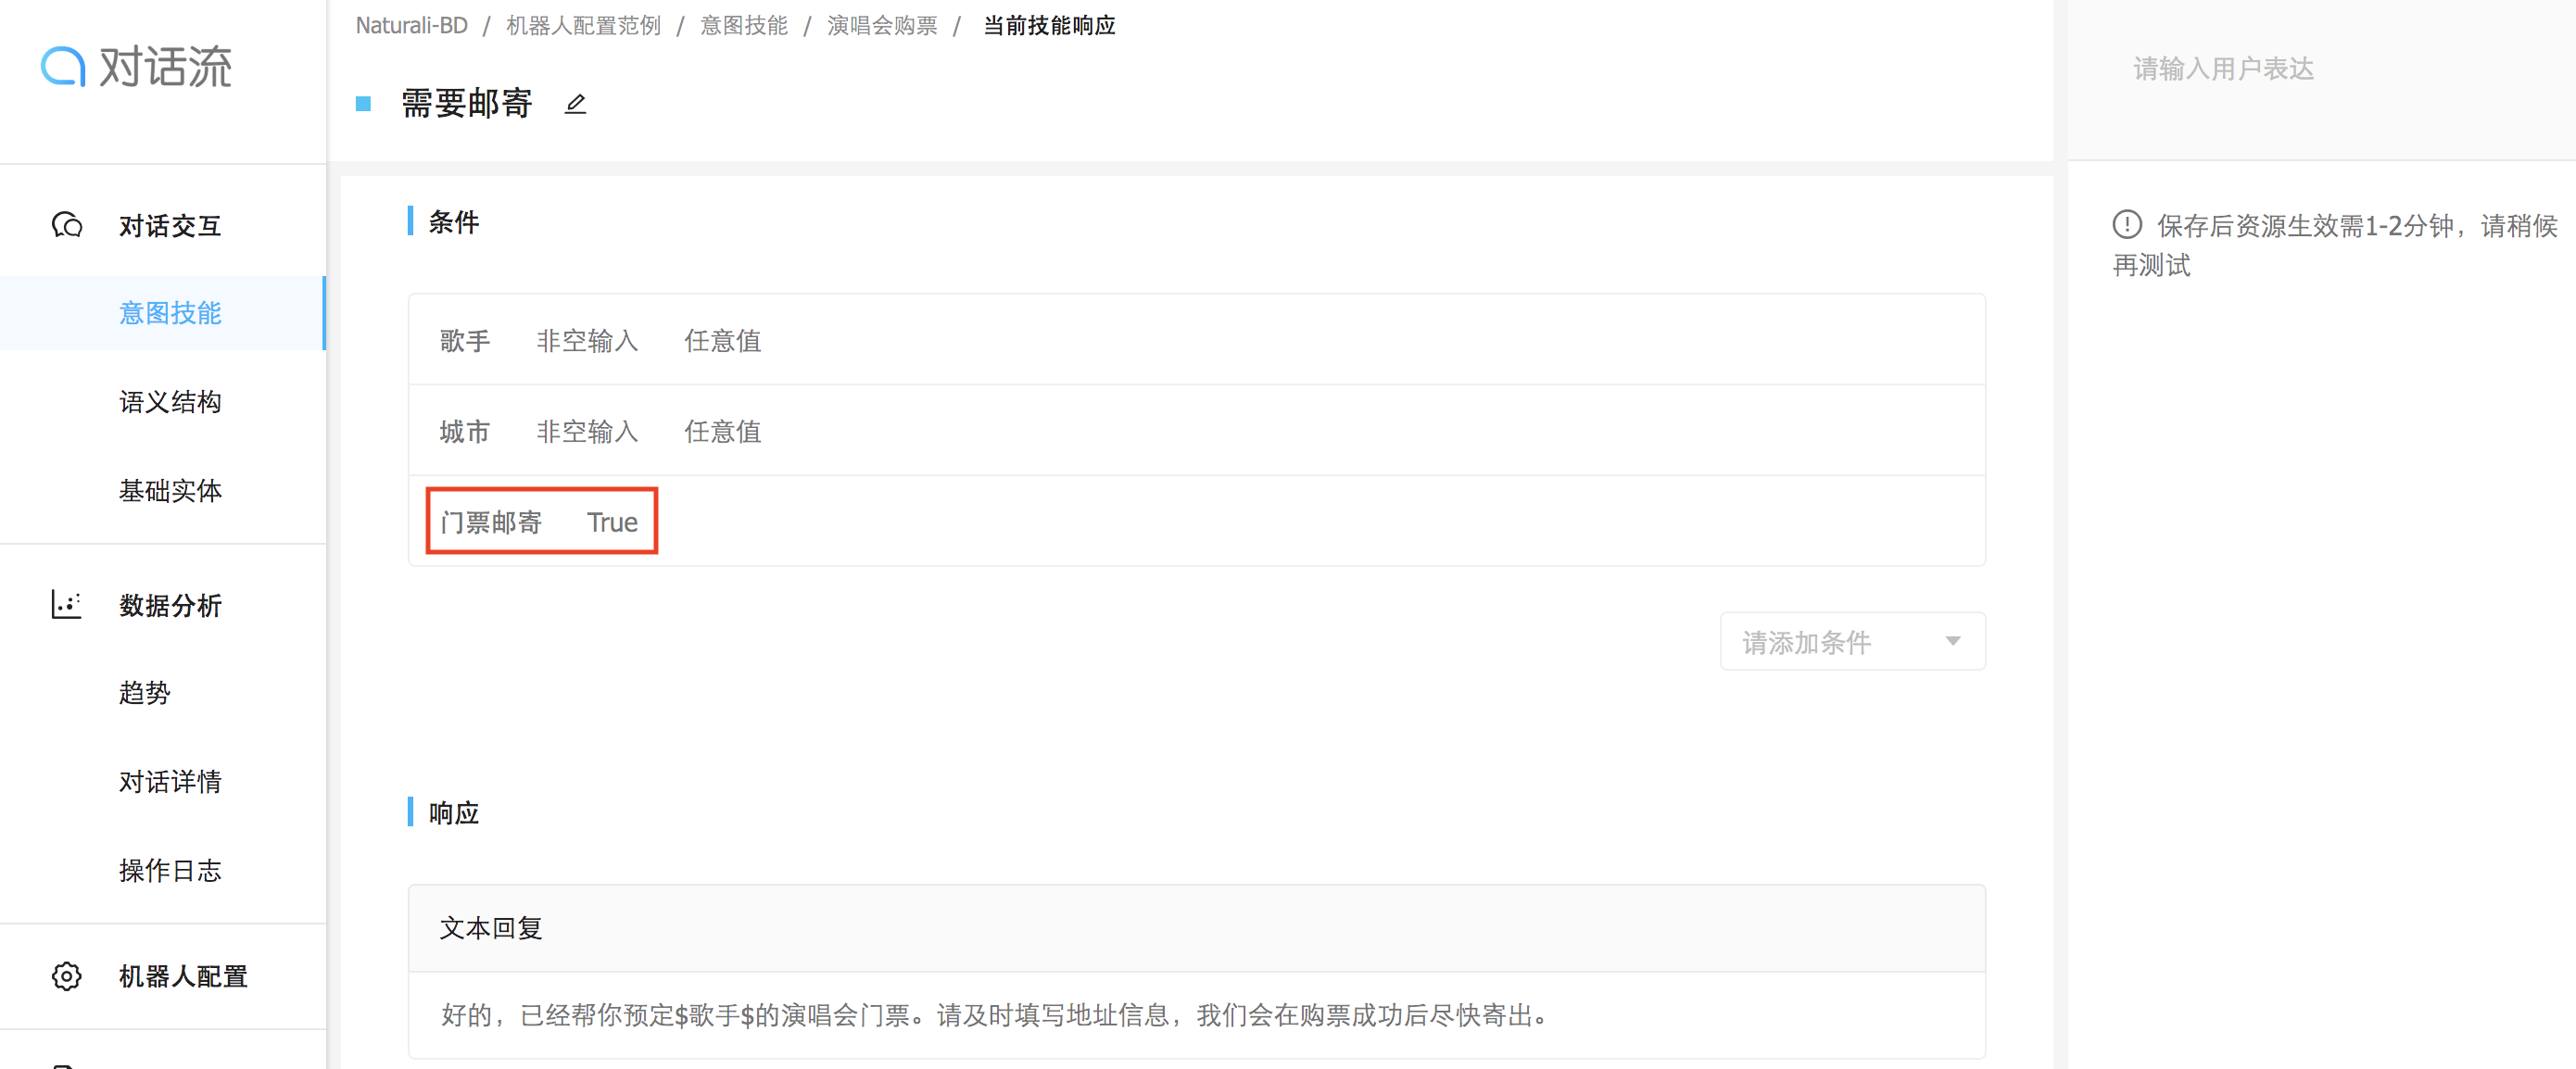 对话流
对话交互
意图技能
语义结构
基础实体
数据分析
趋势
对话详情
操作日志
机器人配置
Naturali-BD / 机器人配置范例 / 意图技能 / 演唱会购票 / 当前技能响应
需要邮寄
条件
歌手 非空输入 任意值
城市 非空输入 任意值
门票邮寄 True
请添加条件
响应
文本回复
好的，已经帮你预定$歌手$的演唱会门票。请及时填写地址信息，我们会在购票成功后尽快寄出。
请输入用户表达
保存后资源生效需1-2分钟，请稍候
再测试